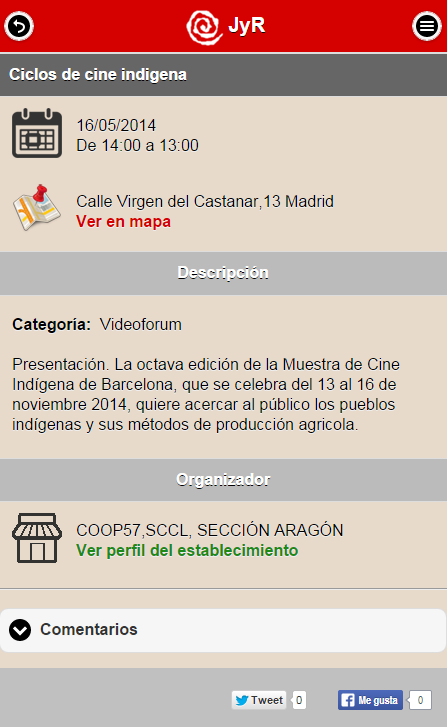 JyR
Ciclos de cine indigena
16/05/2014
De 14:00 a 13:00
Calle Virgen del Castanar,13 Madrid
Ver en mapa
Descripción
Categoría: Videoforum
Presentación. La octava edición de la Muestra de Cine
Indígena de Barcelona, que se celebra del 13 al 16 de
noviembre 2014, quiere acercar al público los pueblos
indígenas y sus métodos de producción agricola.
Organizador
COOP57,SCCL, SECCIÓN ARAGÓN
Ver perfil del establecimiento
Comentarios
Tweet 0 Me gusta 0